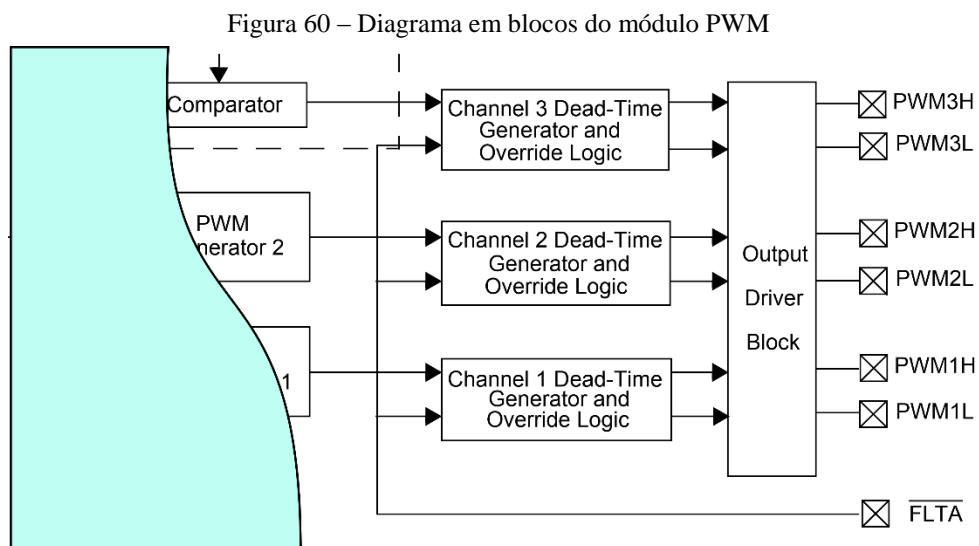 Figura 60 – Diagrama em blocos do módulo PWM
Comparator
Channel 3 Dead-Time
Generator and
Override Logic
PWM3H
PWM3L
PWM
2
Channel 2 Dead-Time
Generator and
Override Logic
PWM2H
PWM2L
Output
Driver
Block
1
Channel 1 Dead-Time
Generator and
Override Logic
PWM1H
PWM1L
FLTA